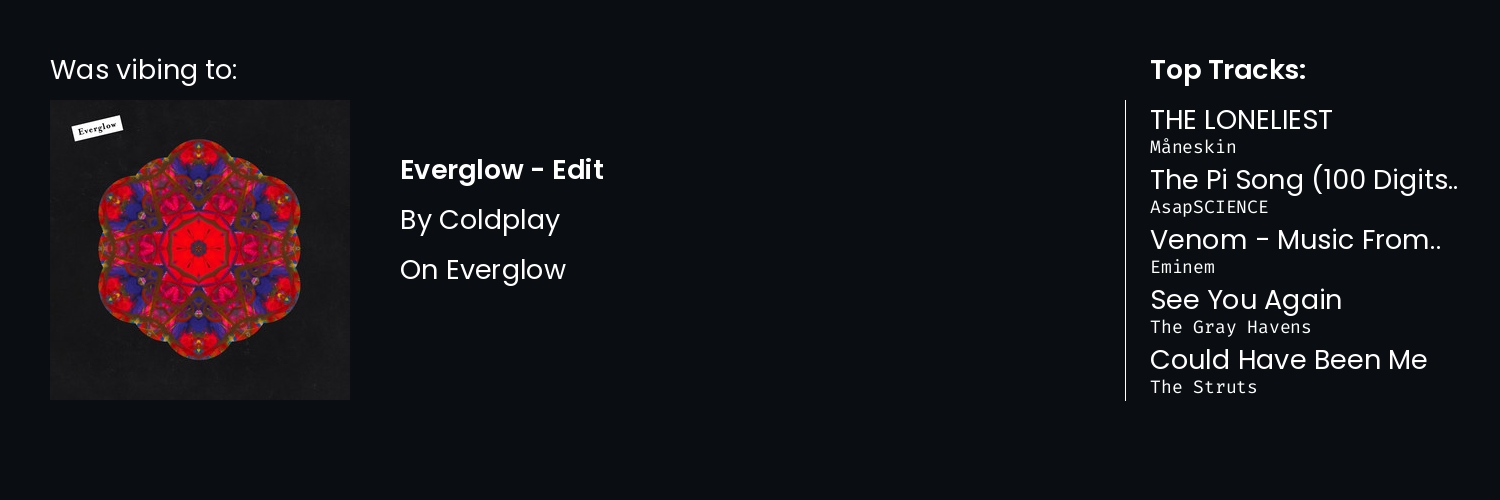 Was vibing to:
Everglow
Everglow - Edit
By Coldplay
On Everglow
Top Tracks:
THE LONELIEST
Måneskin
The Pi Song (100 Digits..
AsapSCIENCE
Venom - Music From..
Eminem
See You Again
The Gray Havens
Could Have Been Me
The Struts